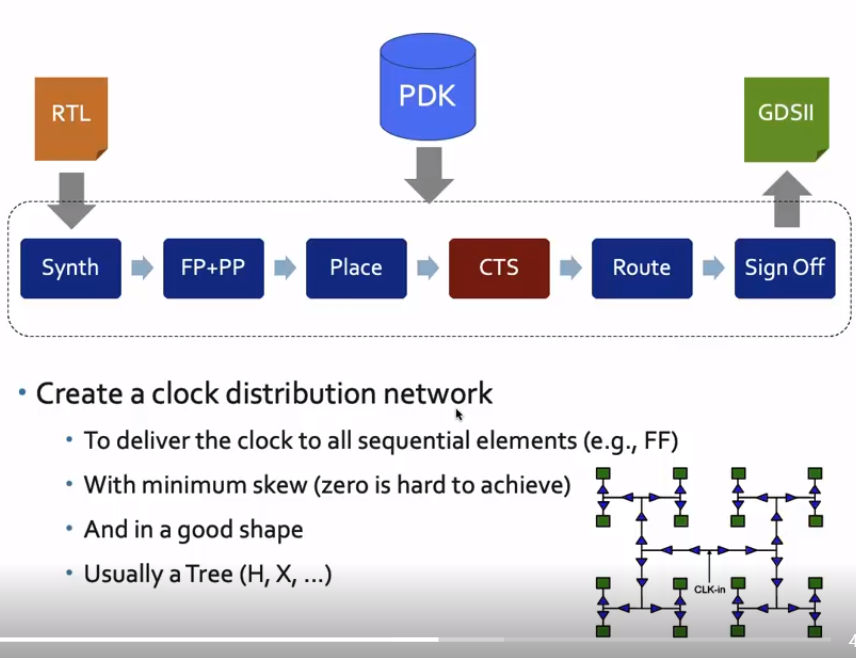 RTL
PDK
GDSII
Synth
FP+PP
Place
CTS
Route
Sign Off
• Create a clock distribution network
• To deliver the clock to all sequential elements (e.g., FF)
• With minimum skew (zero is hard to achieve)
• And in a good shape
• Usually a Tree (H, X, ...)
CLK-in